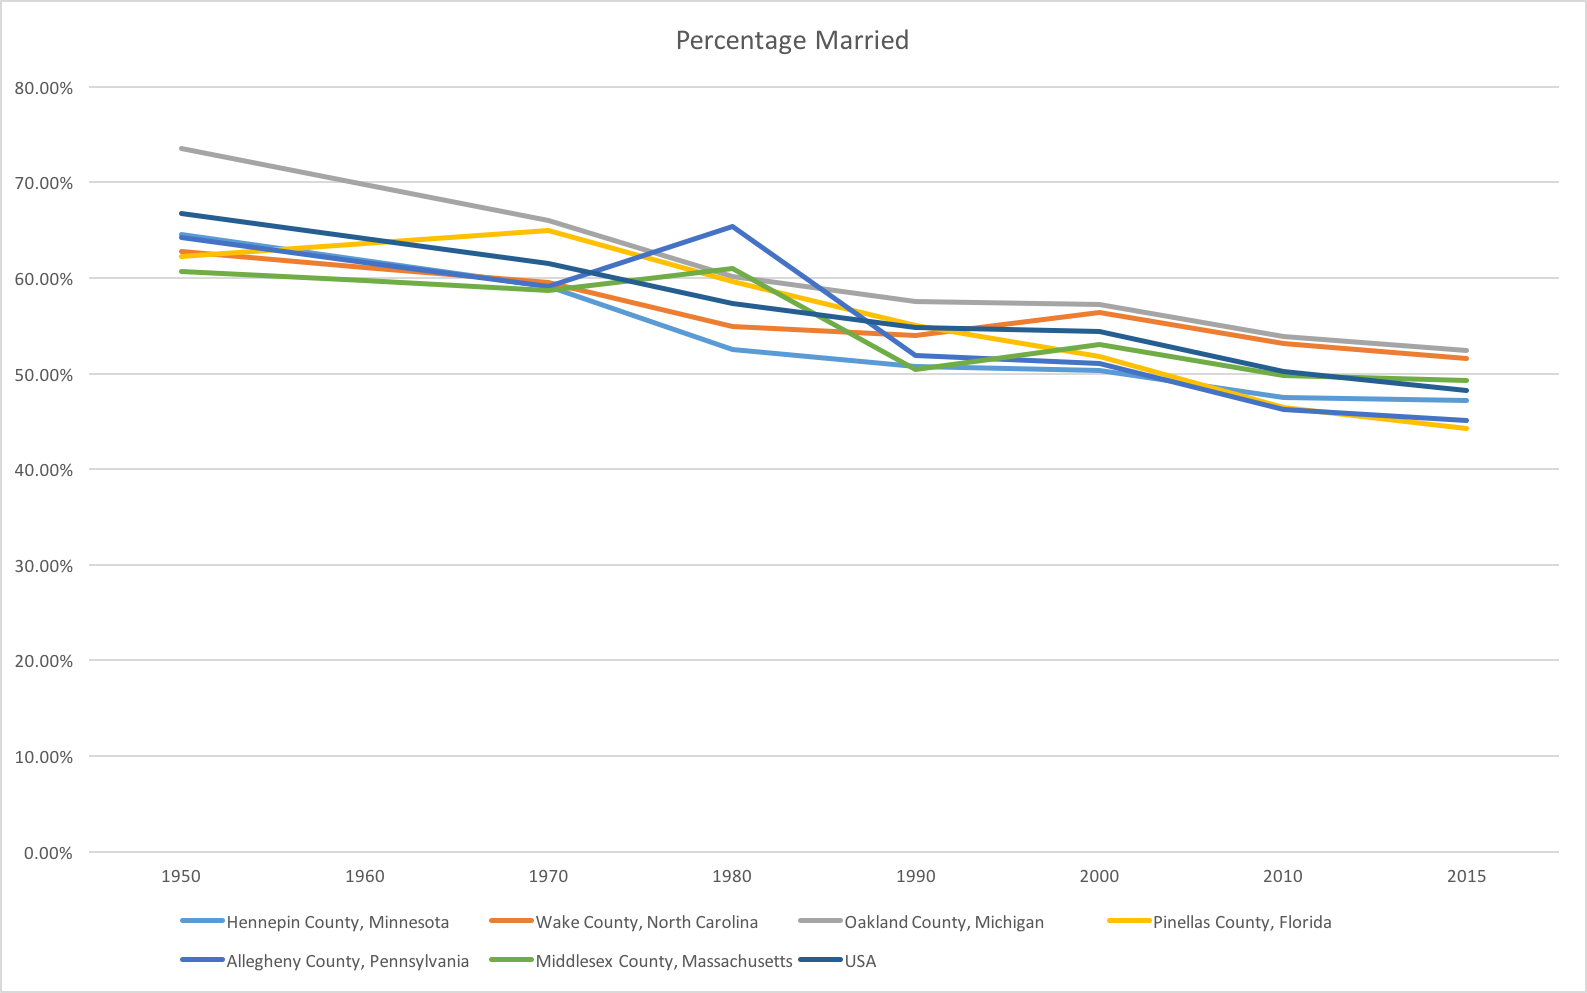 Percentage Married
80.00%
70.00%
60.00%
50.00%
40.00%
30.00%
20.00%
10.00%
0.00%
1950 1960 1970 1980 1990 2000 2010 2015
Hennepin County, Minnesota Wake County, North Carolina Oakland County, Michigan Pinellas County, Florida
Allegheny County, Pennsylvania Middlesex County, Massachusetts USA